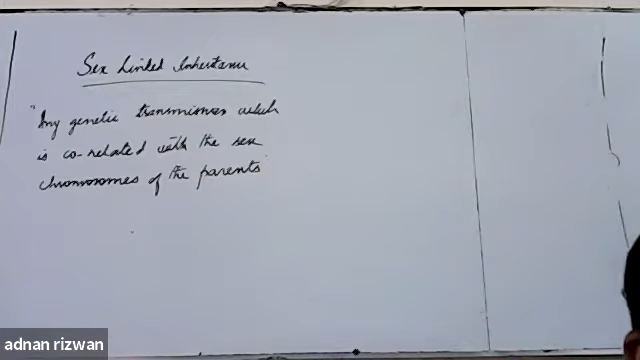 Sex Linked Inheritance
"Any genetic transmission which
is co-related with the sex
chromosomes of the parents
adnan rizwan